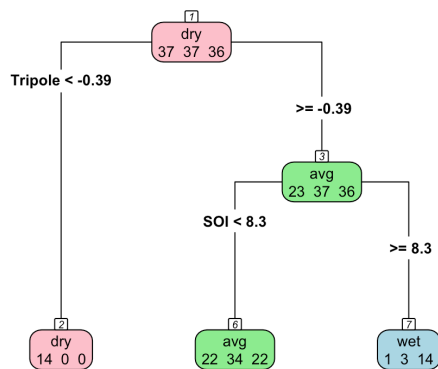 1
dry
37 37 36
Tripole < -0.39
>= -0.39
3
avg
23 37 36
SOI < 8.3
>= 8.3
2
dry
14 0 0
6
avg
22 34 22
7
wet
1 3 14